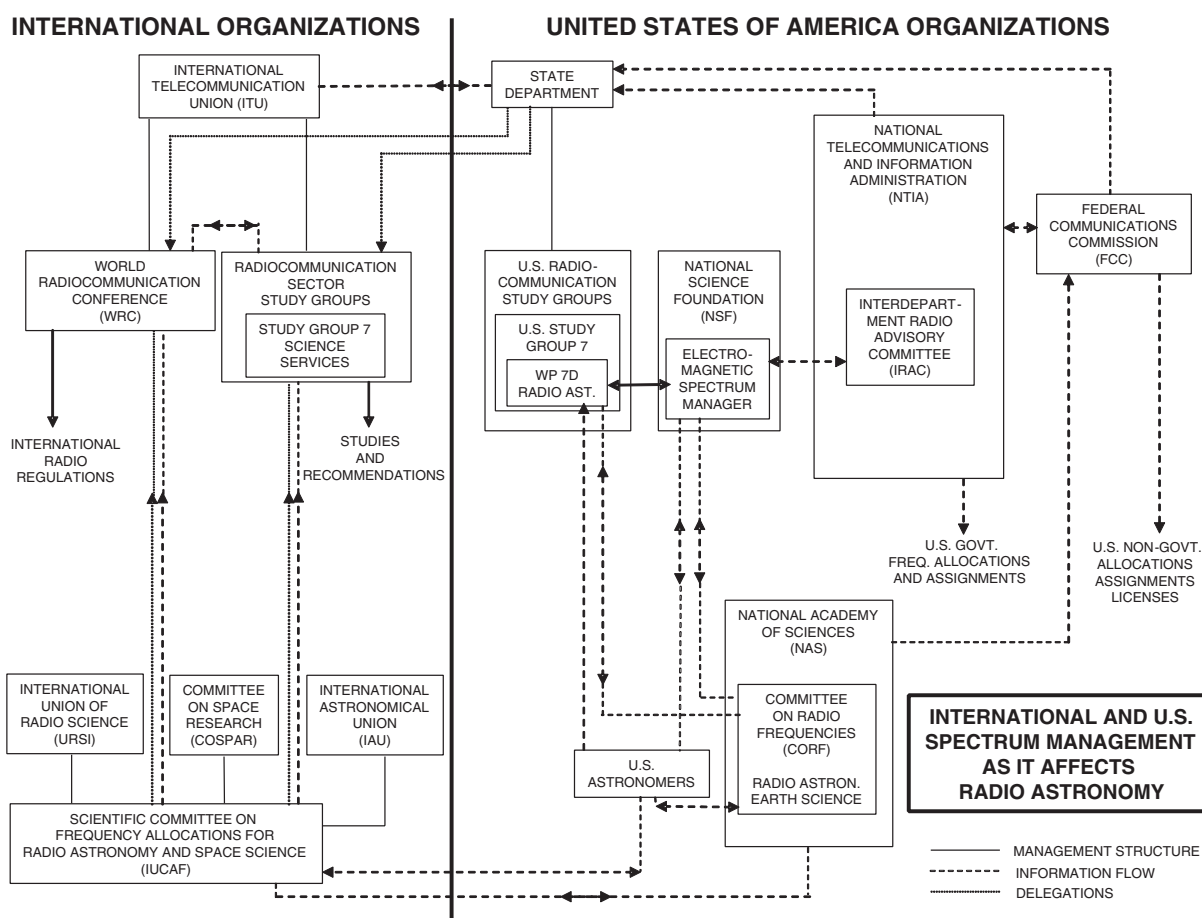 INTERNATIONAL ORGANIZATIONS
UNITED STATES OF AMERICA ORGANIZATIONS
INTERNATIONAL
TELECOMMUNICATION
UNION (ITU)
STATE
DEPARTMENT
NATIONAL
TELECOMMUNICATIONS
AND INFORMATION
ADMINISTRATION
(NTIA)
FEDERAL
COMMUNICATIONS
COMMISSION
(FCC)
WORLD
RADIOCOMMUNICATION
CONFERENCE
(WRC)
RADIOCOMMUNICATION
SECTOR
STUDY GROUPS
STUDY GROUP 7
SCIENCE
SERVICES
U.S. RADIO-
COMMUNICATION
STUDY GROUPS
U.S. STUDY
GROUP 7
WP 7D
RADIO AST.
NATIONAL
SCIENCE
FOUNDATION
(NSF)
ELECTRO-
MAGNETIC
SPECTRUM
MANAGER
INTERDEPART-
MENT RADIO
ADVISORY
COMMITTEE
(IRAC)
INTERNATIONAL
RADIO
REGULATIONS
STUDIES
AND
RECOMMENDATIONS
U.S. GOVT.
FREQ. ALLOCATIONS
AND ASSIGNMENTS
U.S. NON-GOVT.
ALLOCATIONS
ASSIGNMENTS
LICENSES
NATIONAL ACADEMY
OF SCIENCES
(NAS)
COMMITTEE
ON RADIO
FREQUENCIES
(CORF)
RADIO ASTRON.
EARTH SCIENCE
INTERNATIONAL
UNION OF
RADIO SCIENCE
(URSI)
COMMITTEE
ON SPACE
RESEARCH
(COSPAR)
INTERNATIONAL
ASTRONOMICAL
UNION
(IAU)
U.S.
ASTRONOMERS
SCIENTIFIC COMMITTEE ON
FREQUENCY ALLOCATIONS FOR
RADIO ASTRONOMY AND SPACE SCIENCE
(IUCAF)
INTERNATIONAL AND U.S.
SPECTRUM MANAGEMENT
AS IT AFFECTS
RADIO ASTRONOMY
MANAGEMENT STRUCTURE
INFORMATION FLOW
DELEGATIONS